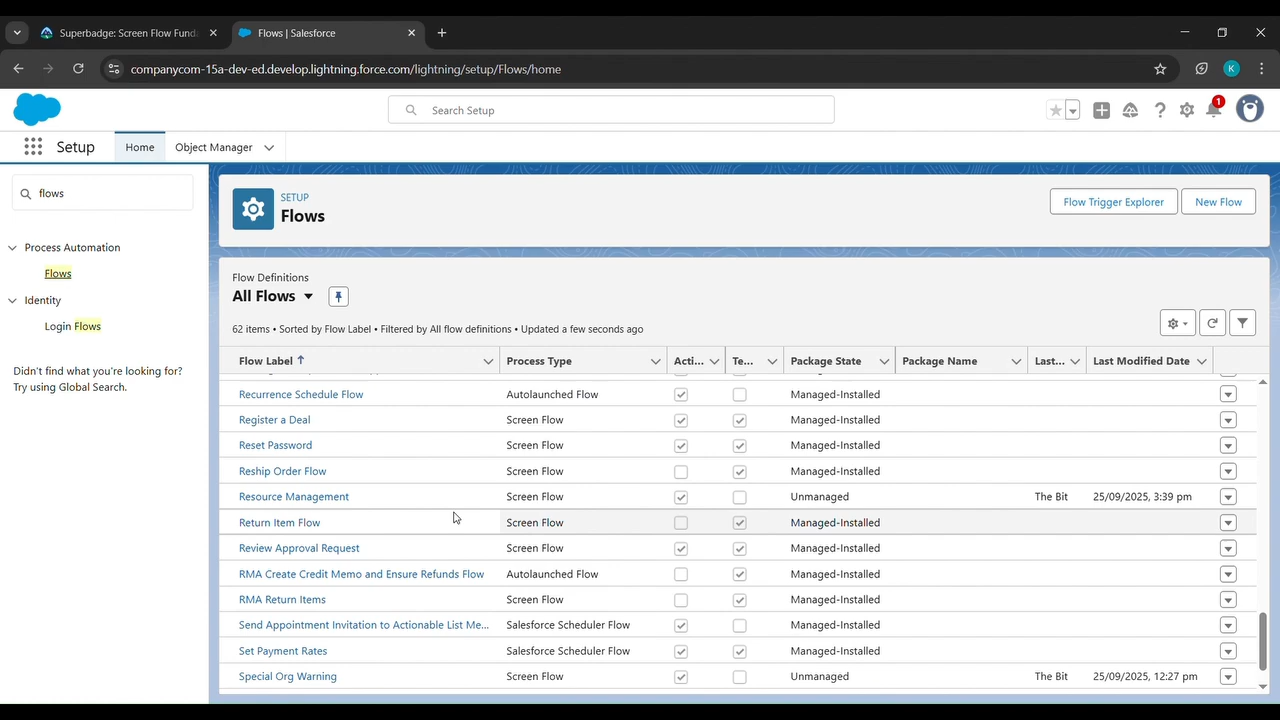 Superbadge: Screen Flow Fund
Flows | Salesforce
companycom-15a-dev-ed.develop.lightning.force.com/lightning/setup/Flows/home
K
Search Setup
1
Setup
Home
Object Manager
flows
Process Automation
Flows
Identity
Login Flows
Didn't find what you're looking for?
Try using Global Search.
SETUP
Flows
Flow Trigger Explorer
New Flow
Flow Definitions
All Flows
62 items • Sorted by Flow Label • Filtered by All flow definitions • Updated a few seconds ago
Flow Label Process Type Acti... Te... Package State Package Name Last... Last Modified Date
Recurrence Schedule Flow Autolaunched Flow Managed-Installed
Register a Deal Screen Flow Managed-Installed
Reset Password Screen Flow Managed-Installed
Reship Order Flow Screen Flow Managed-Installed
Resource Management Screen Flow Unmanaged The Bit 25/09/2025, 3:39 pm
Return Item Flow Screen Flow Managed-Installed
Review Approval Request Screen Flow Managed-Installed
RMA Create Credit Memo and Ensure Refunds Flow Autolaunched Flow Managed-Installed
RMA Return Items Screen Flow Managed-Installed
Send Appointment Invitation to Actionable List Me... Salesforce Scheduler Flow Managed-Installed
Set Payment Rates Salesforce Scheduler Flow Managed-Installed
Special Org Warning Screen Flow Unmanaged The Bit 25/09/2025, 12:27 pm